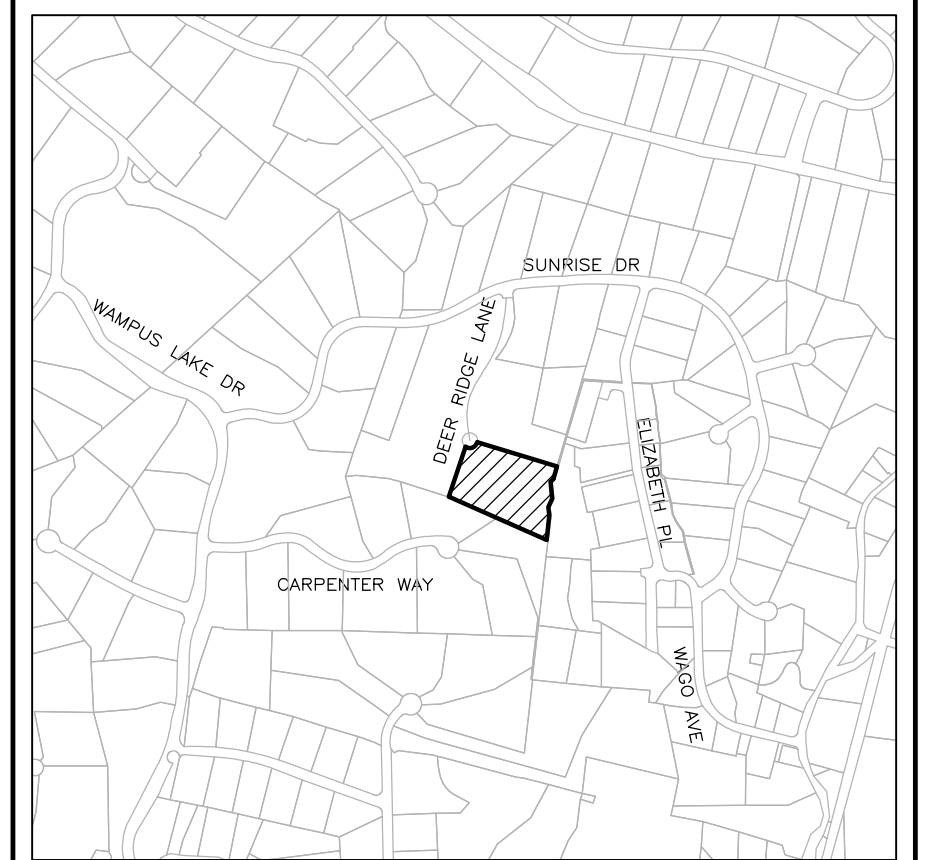 SUNRISE DR
WAMPUS LAKE DR
DEER RIDGE LANE
ELIZABETH PL
CARPENTER WAY
WAGO AVE